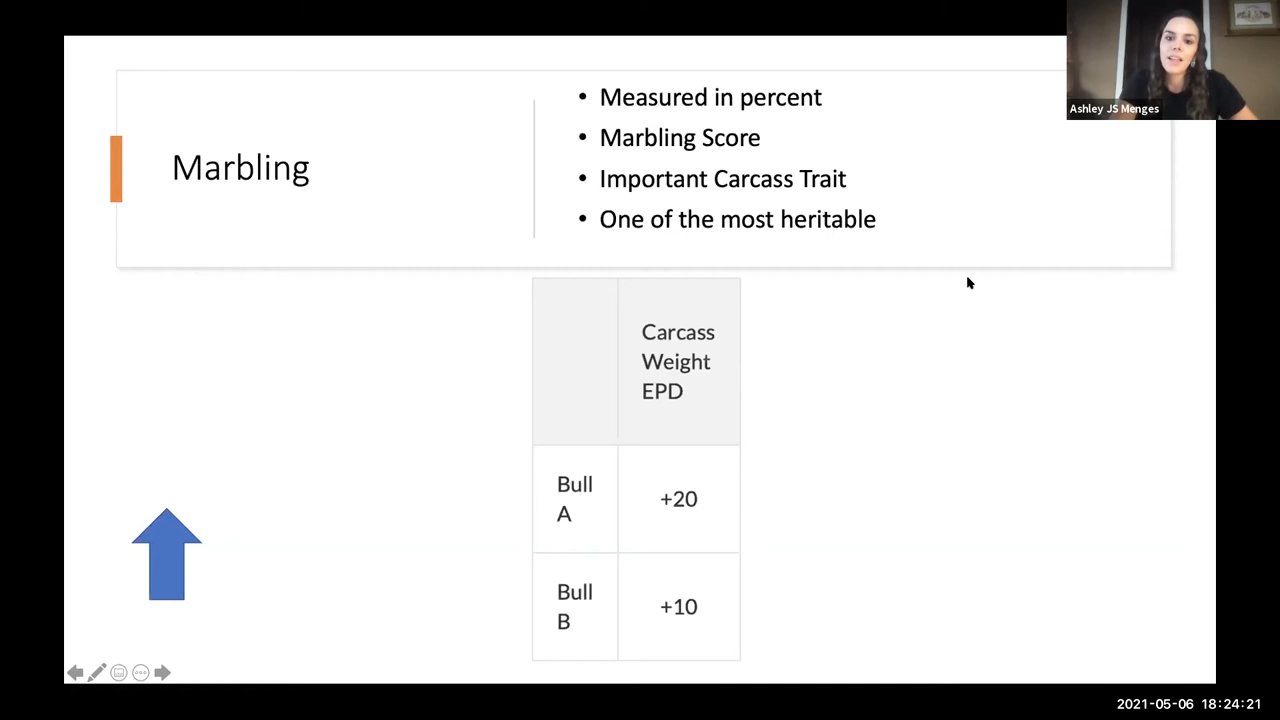 Marbling
• Measured in percent
• Marbling Score
• Important Carcass Trait
• One of the most heritable
Ashley JS Menges
Carcass
Weight
EPD
Bull
A
+20
Bull
B
+10
2021-05-06 18:24:21